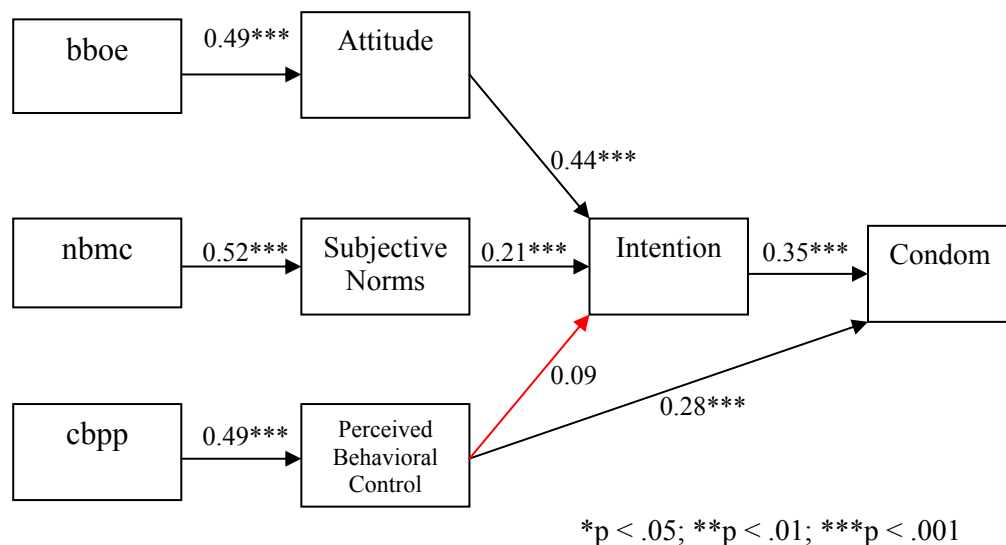 bboe
0.49***
Attitude
0.44***
nbmc
0.52***
Subjective
Norms
0.21***
Intention
0.35***
Condom
0.09
0.28***
cbpp
0.49***
Perceived
Behavioral
Control
*p < .05; **p < .01; ***p < .001